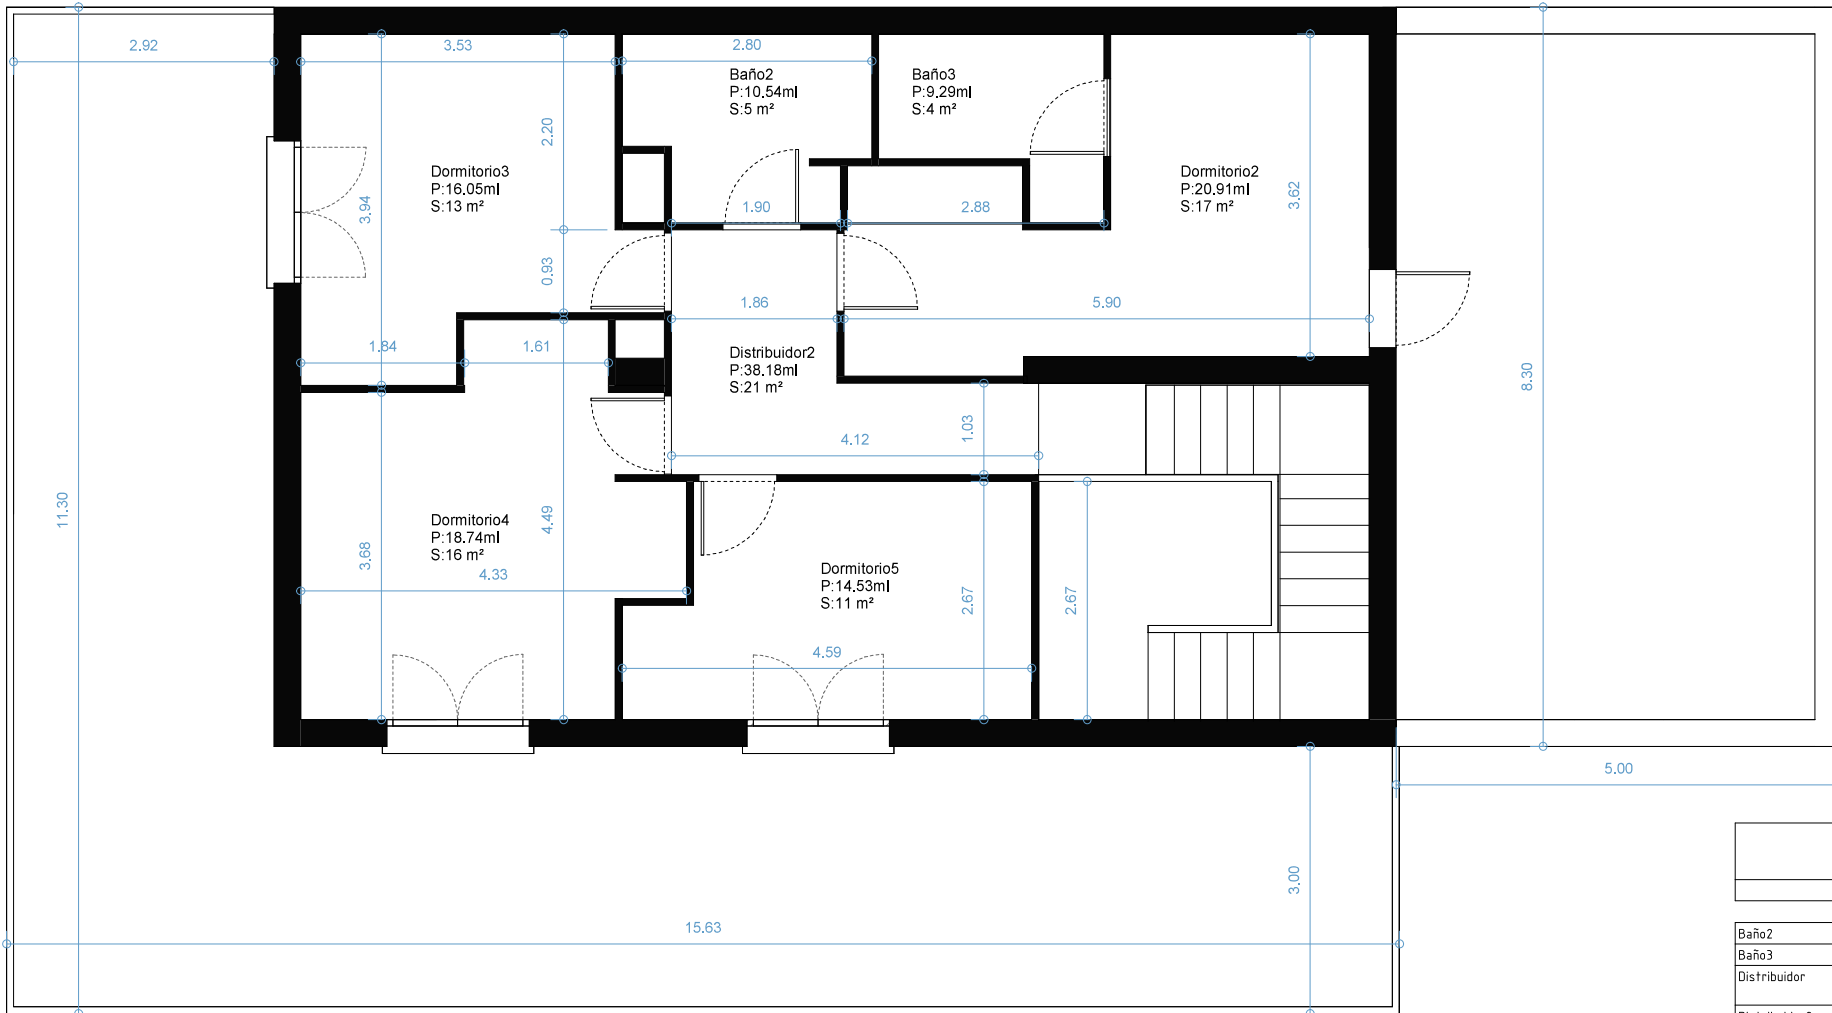 2.92
3.53
2.80
Baño2
P:10.54ml
S:5 m²
Baño3
P:9.29ml
S:4 m²
2.20
Dormitorio3
P:16.05ml
S:13 m²
3.94
Dormitorio2
P:20.91ml
S:17 m²
3.62
1.90
2.88
0.93
1.86
5.90
1.84
1.61
Distribuidor2
P:38.18ml
S:21 m²
8.30
4.12
1.03
11.30
Dormitorio4
P:18.74ml
S:16 m²
4.49
3.68
4.33
Dormitorio5
P:14.53ml
S:11 m²
2.67
2.67
4.59
5.00
3.00
15.63
Baño2
Baño3
Distribuidor